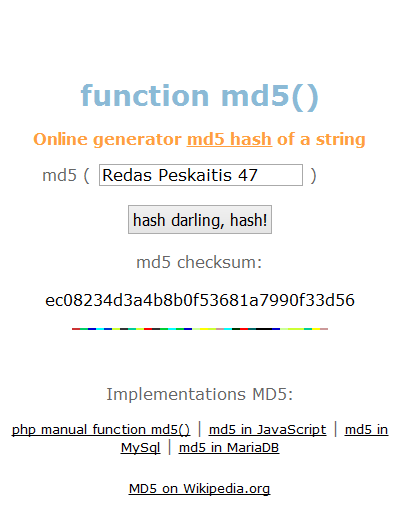 function md5()
Online generator md5 hash of a string
md5 ( Redas Peskaitis 47 )
hash darling, hash!
md5 checksum:
ec08234d3a4b8b0f53681a7990f33d56
Implementations MD5:
php manual function md5() | md5 in JavaScript | md5 in
MySql | md5 in MariaDB
MD5 on Wikipedia.org